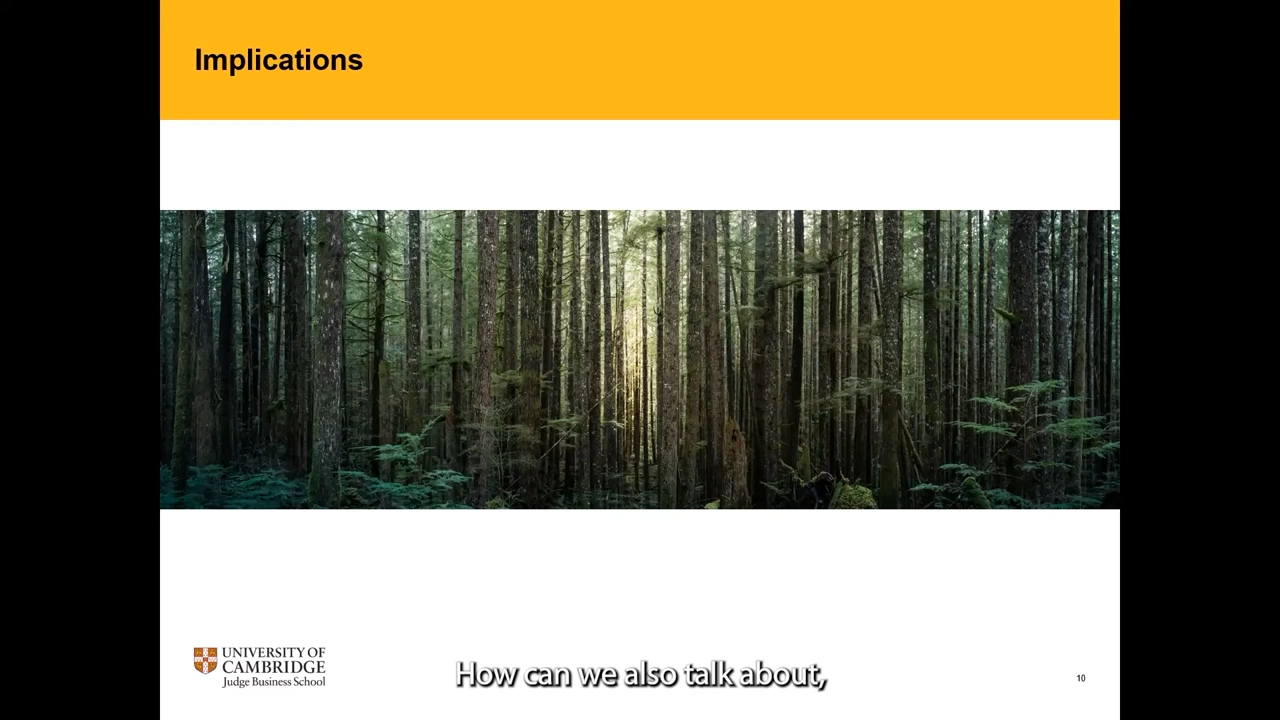 Implications
UNIVERSITY OF
CAMBRIDGE
Judge Business School
How can we also talk about,
10